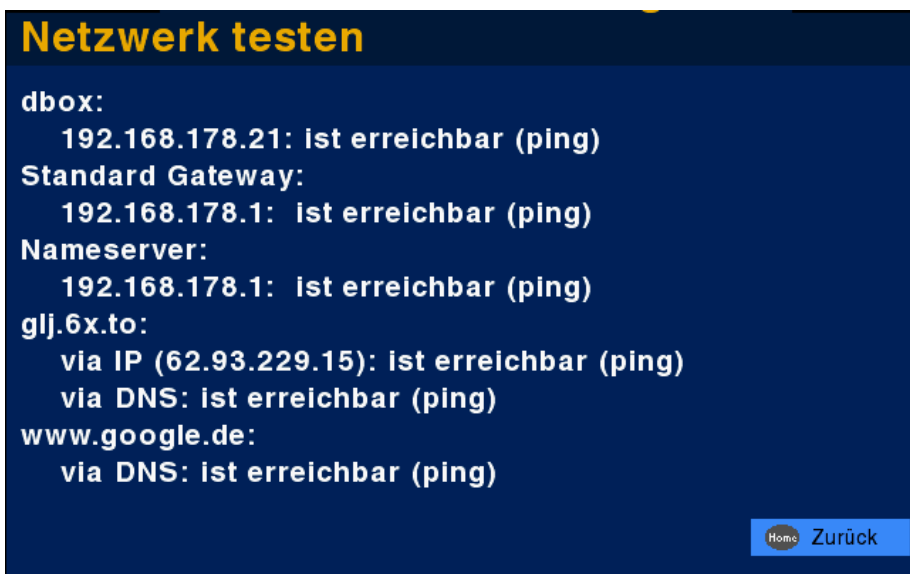 Netzwerk testen
dbox:
192.168.178.21: ist erreichbar (ping)
Standard Gateway:
192.168.178.1: ist erreichbar (ping)
Nameserver:
192.168.178.1: ist erreichbar (ping)
glj.6x.to:
via IP (62.93.229.15): ist erreichbar (ping)
via DNS: ist erreichbar (ping)
www.google.de:
via DNS: ist erreichbar (ping)
Home Zurück